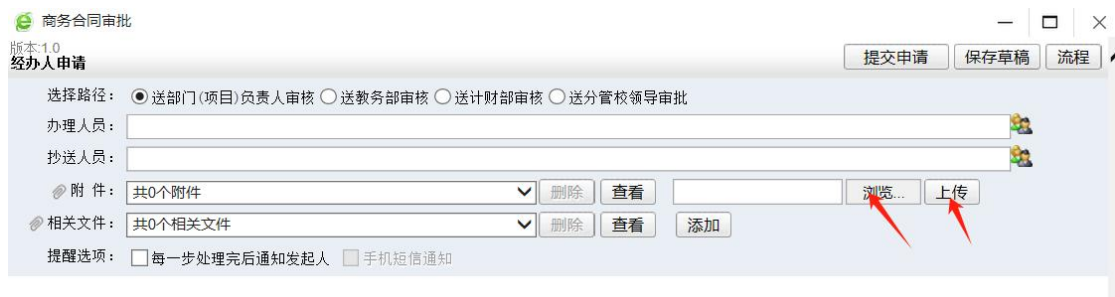 商务合同审批
版本:1.0
经办人申请 提交申请 保存草稿 流程
选择路径: 送部门(项目)负责人审核 送教务部审核 送计财部审核 送分管校领导审批
办理人员:
抄送人员:
附 件: 共0个附件 删除 查看 浏览... 上传
相关文件: 共0个相关文件 删除 查看 添加
提醒选项: 每一步处理完后通知发起人 手机短信通知